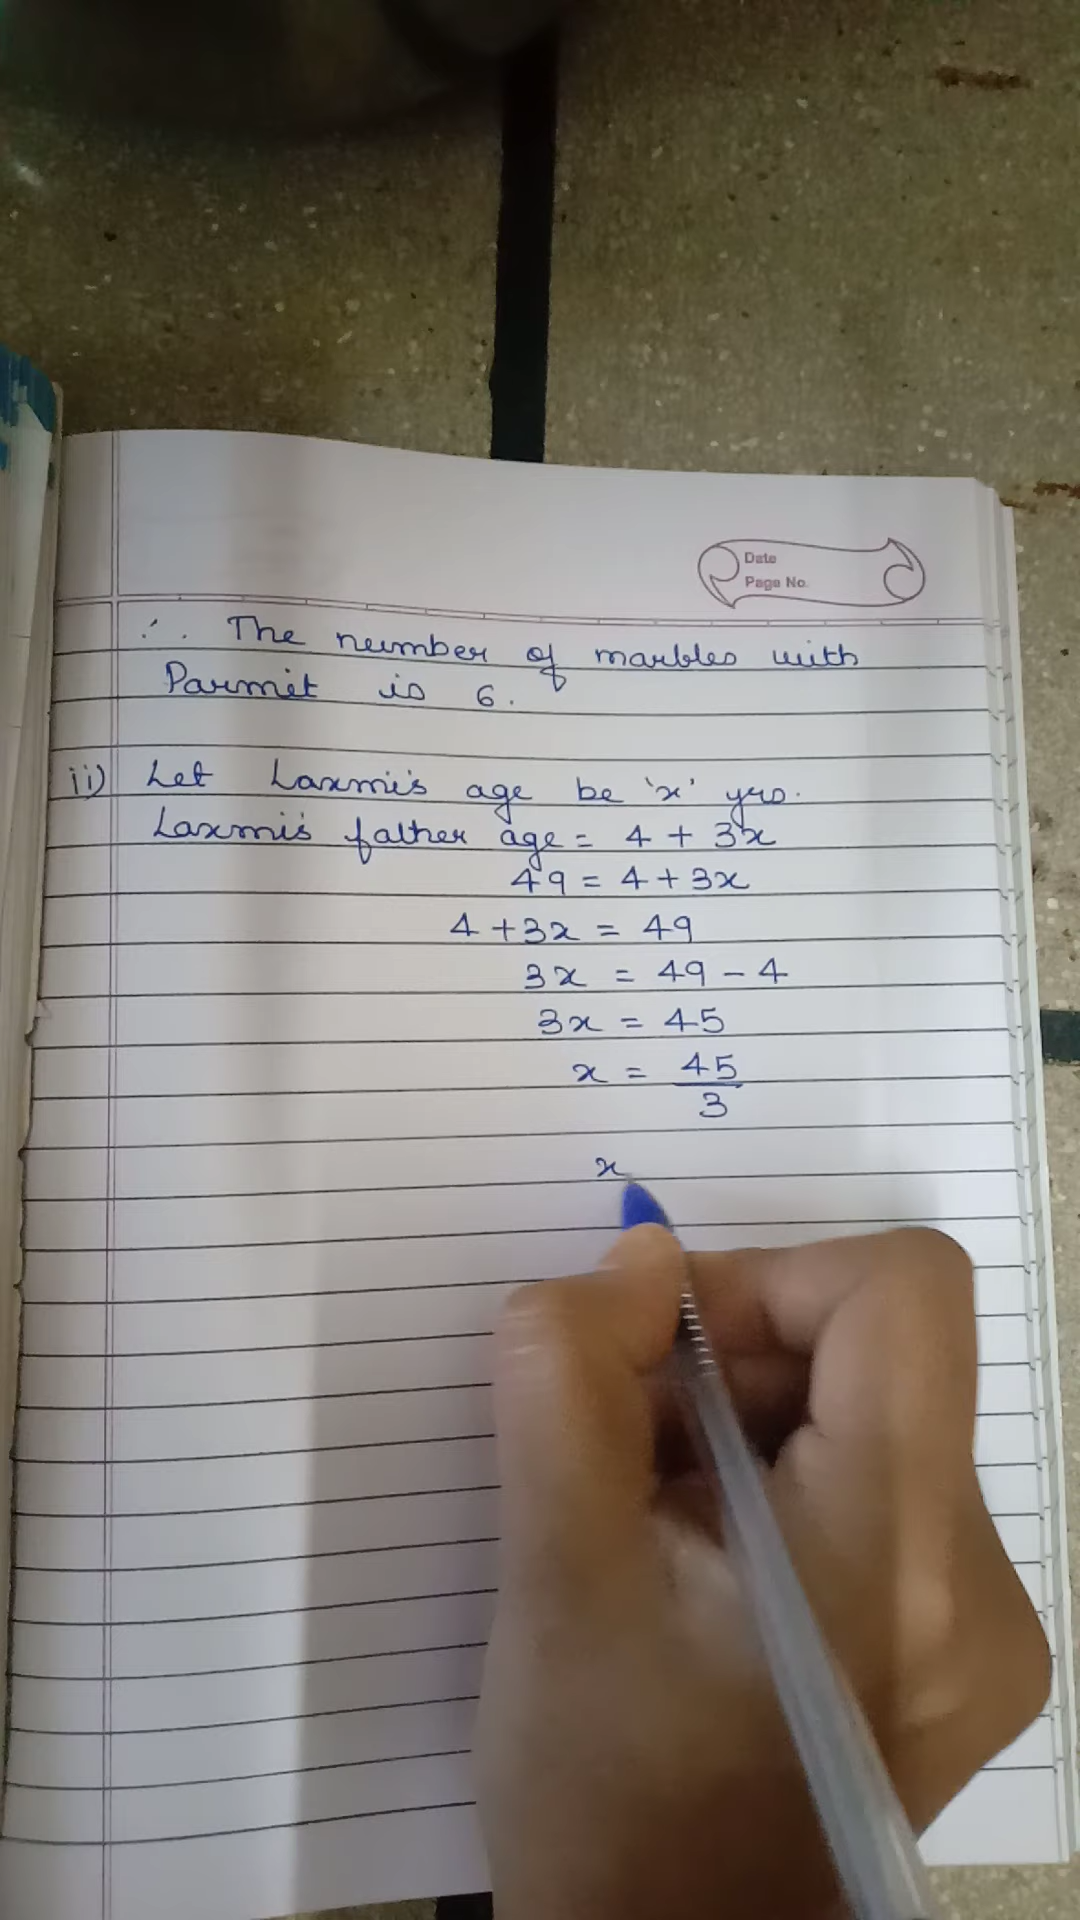 Date
Page No.
∴ The number of marbles with
Parmit is 6.
ii) Let Laxmi's age be 'x' yrs.
Laxmi's father age = 4 + 3x
49 = 4 + 3x
4 + 3x = 49
3x = 49 - 4
3x = 45
x = 45
3
x